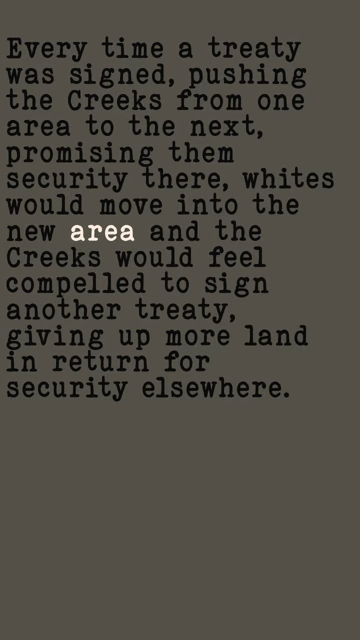 Every time a treaty
was signed, pushing
the Creeks from one
area to the next,
promising them
security there, whites
would move into the
new area and the
Creeks would feel
compelled to sign
another treaty,
giving up more land
in return for
security elsewhere.